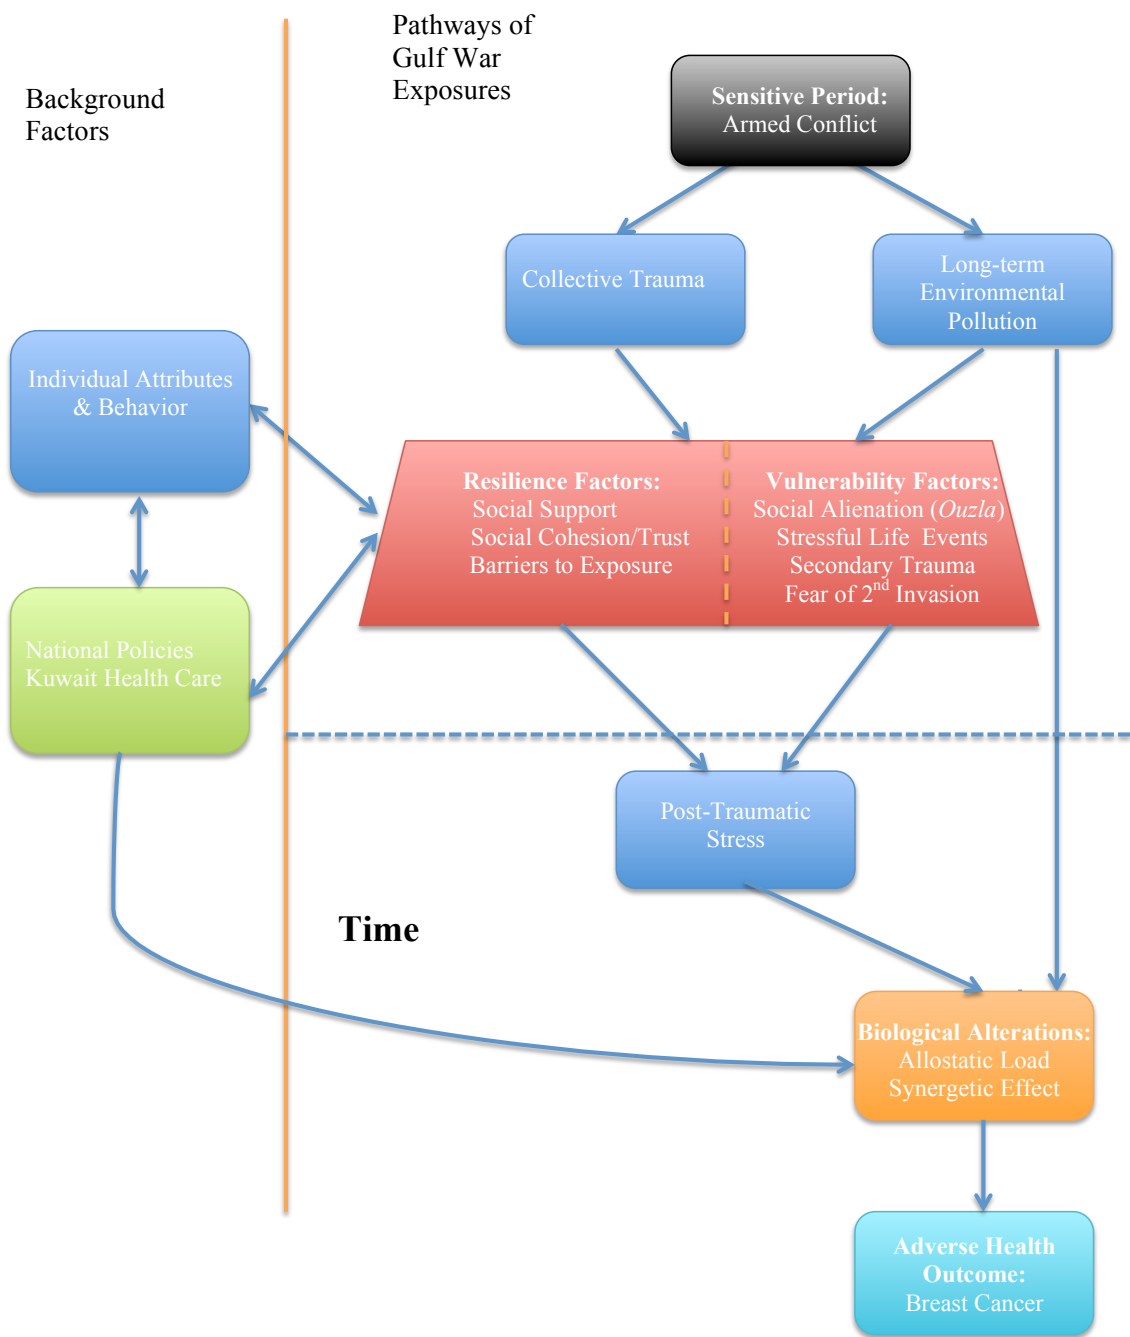 Pathways of
Gulf War
Exposures
Background
Factors
Sensitive Period:
Armed Conflict
Collective Trauma
Long-term
Environmental
Pollution
Individual Attributes
& Behavior
Resilience Factors:
Social Support
Social Cohesion/Trust
Barriers to Exposure
Vulnerability Factors:
Social Alienation (Ouzla)
Stressful Life Events
Secondary Trauma
Fear of 2nd Invasion
National Policies
Kuwait Health Care
Post-Traumatic
Stress
Time
Biological Alterations:
Allostatic Load
Synergetic Effect
Adverse Health
Outcome:
Breast Cancer